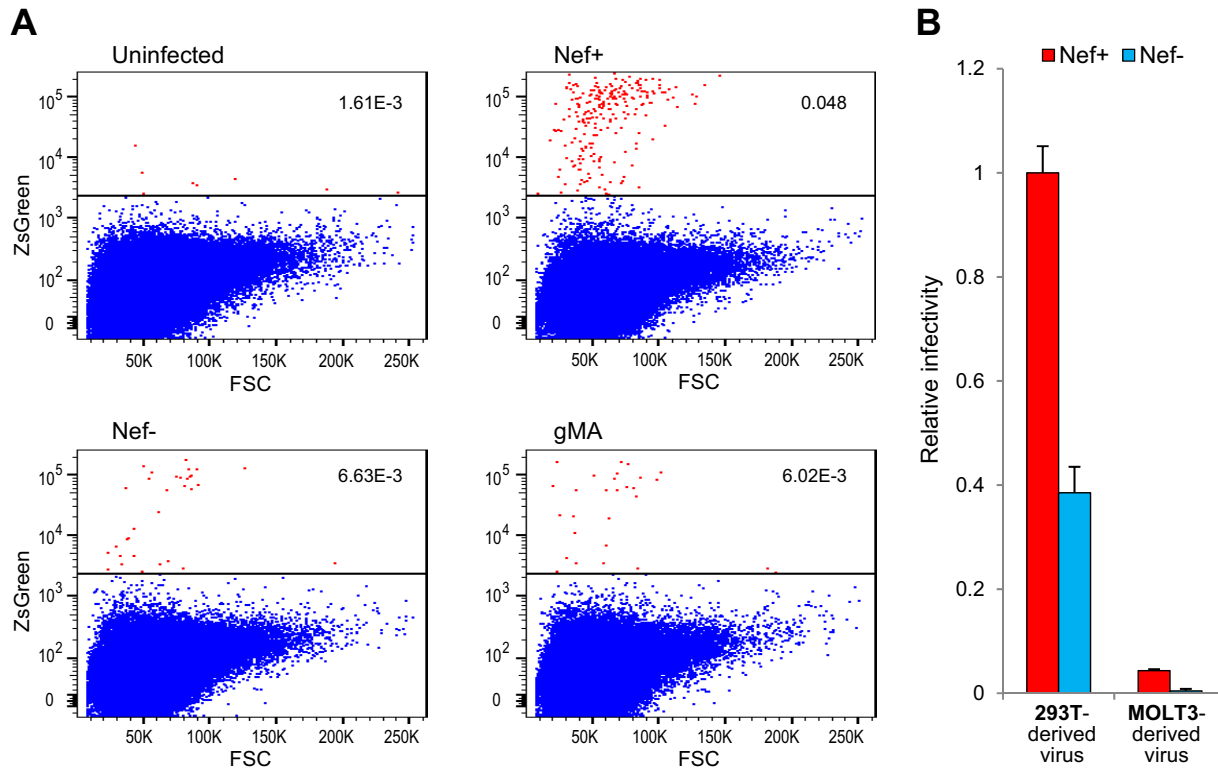 A
Uninfected
1.61E-3
10^5
10^4
10^3
10^2
0
ZsGreen
50K 100K 150K 200K 250K
FSC
Nef+
0.048
10^5
10^4
10^3
10^2
0
50K 100K 150K 200K 250K
FSC
Nef-
6.63E-3
10^5
10^4
10^3
10^2
0
ZsGreen
50K 100K 150K 200K 250K
FSC
gMA
6.02E-3
10^5
10^4
10^3
10^2
0
50K 100K 150K 200K 250K
FSC
B
Nef+ Nef-
1.2
1
0.8
0.6
0.4
0.2
0
Relative infectivity
293T-
derived
virus
MOLT3-
derived
virus